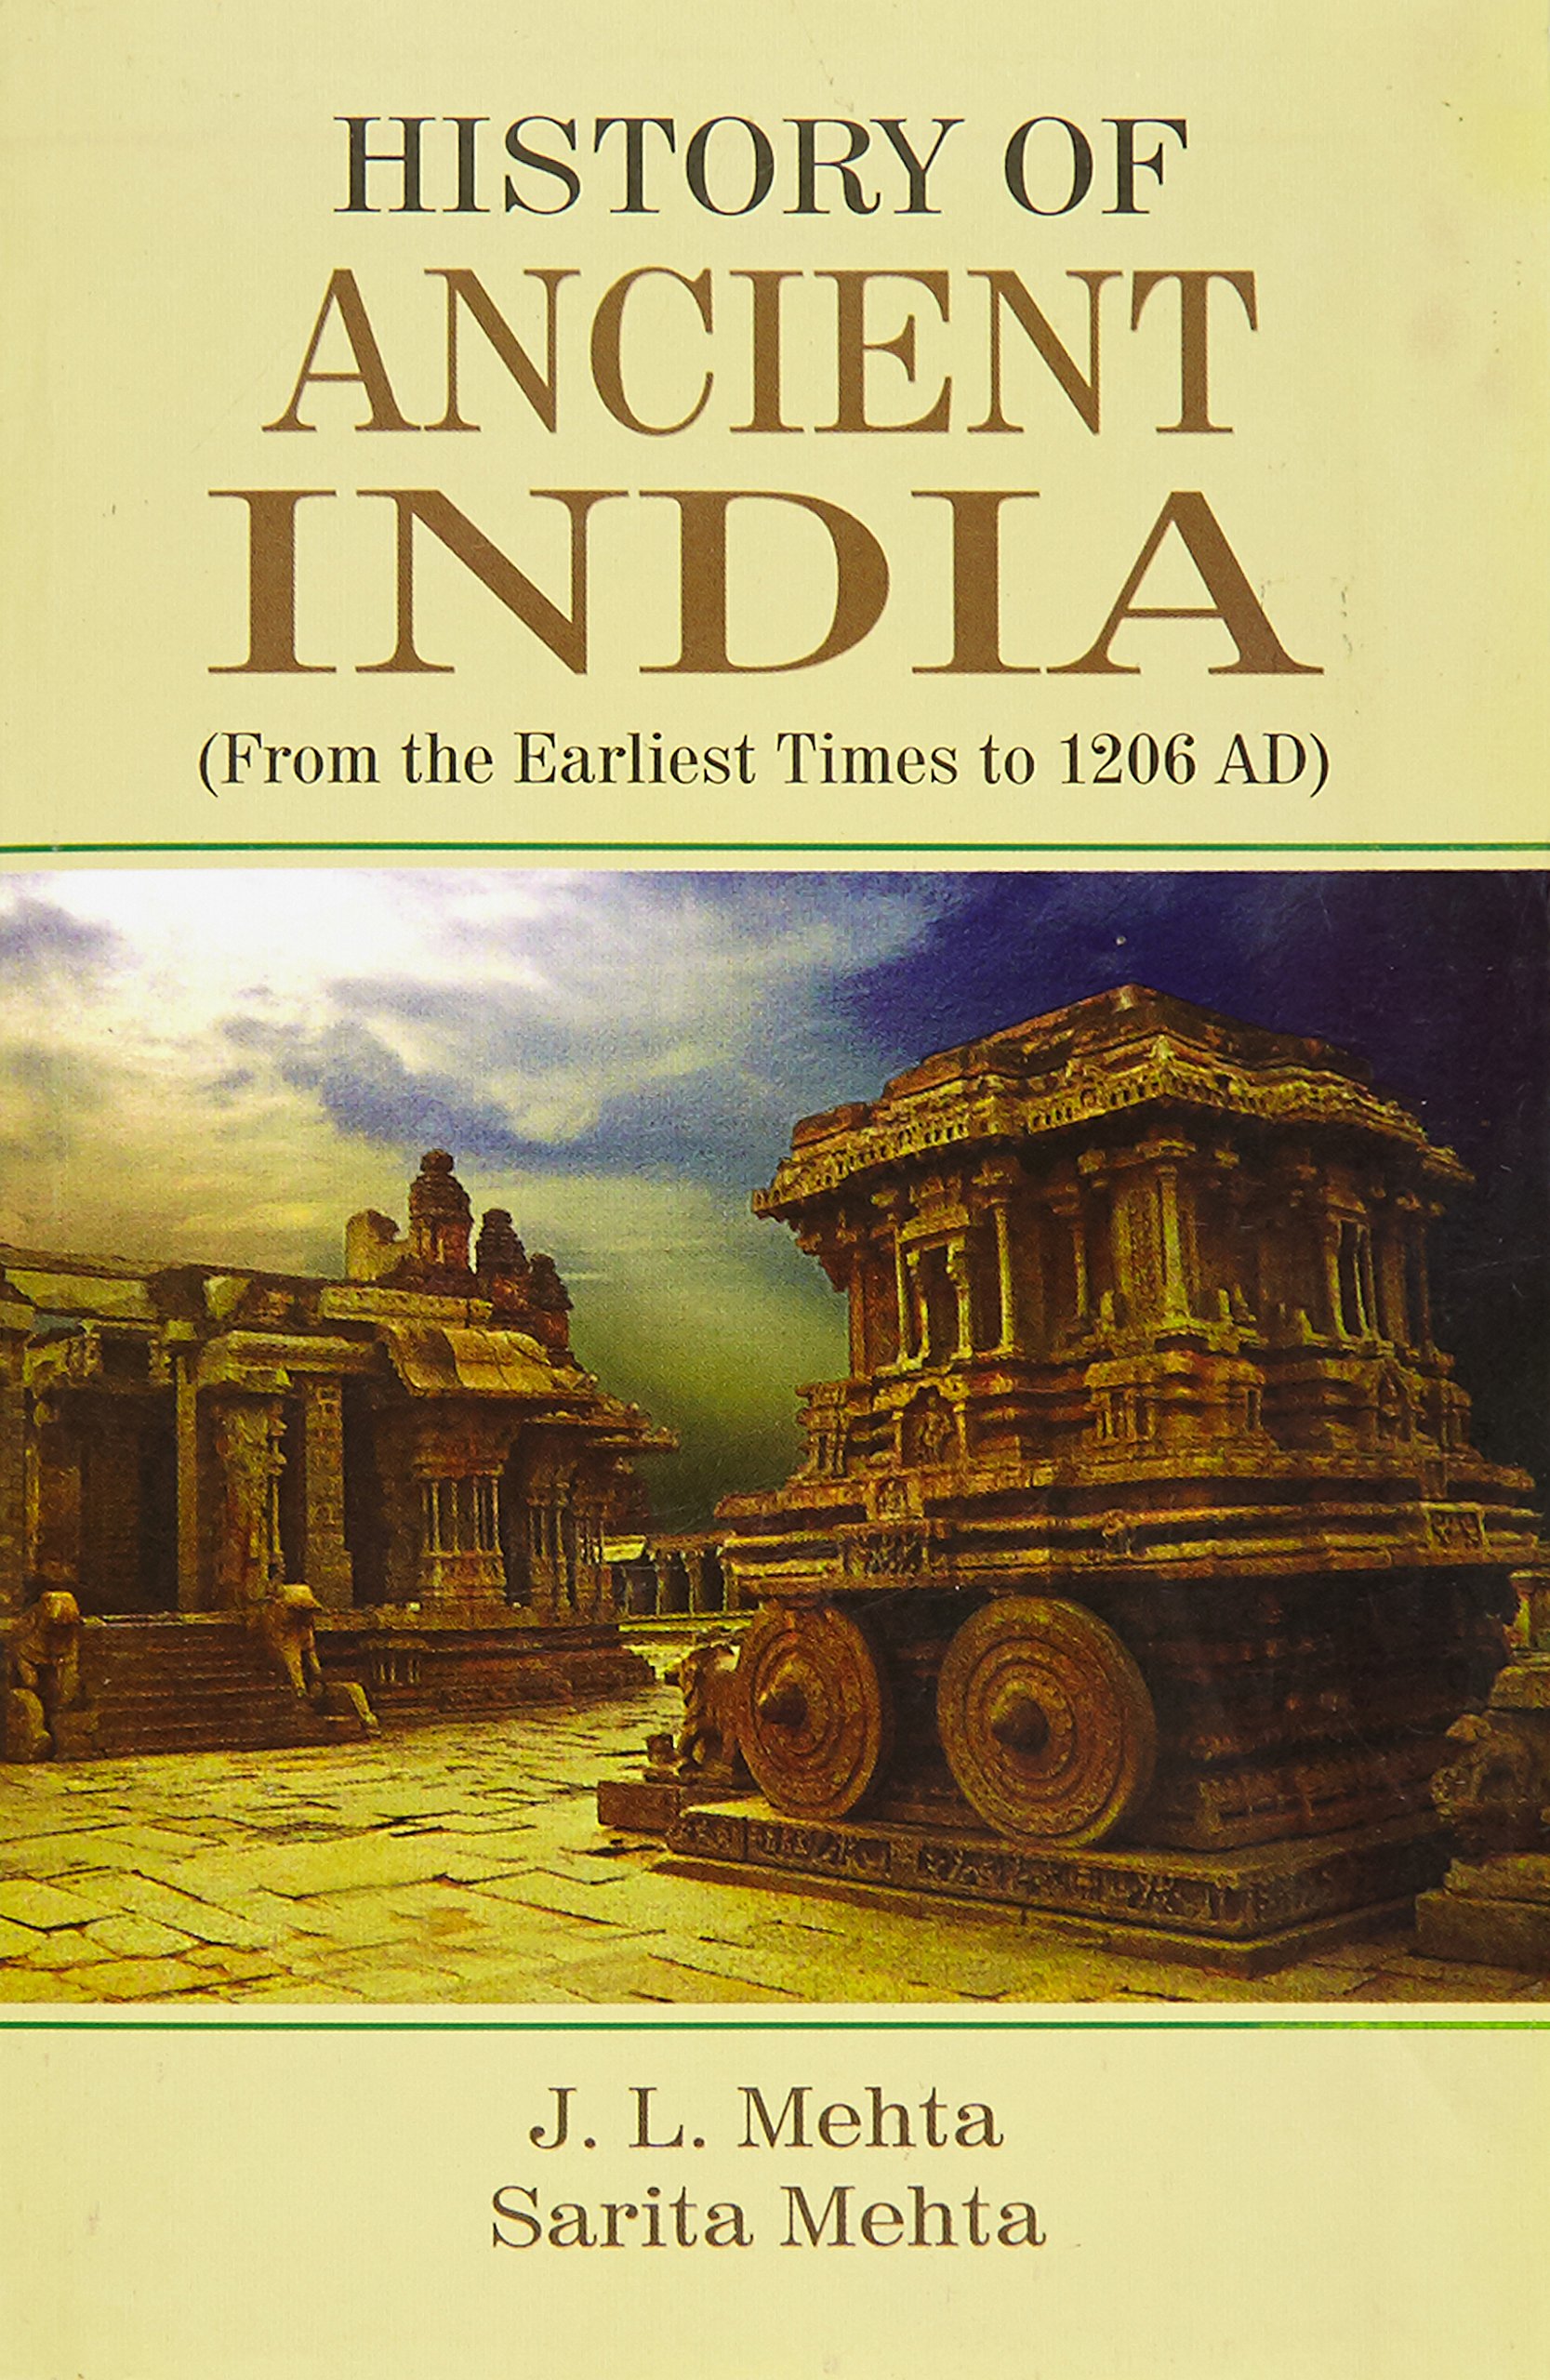 HISTORY OF
ANCIENT
INDIA
(From the Earliest Times to 1206 AD)
J. L. Mehta
Sarita Mehta